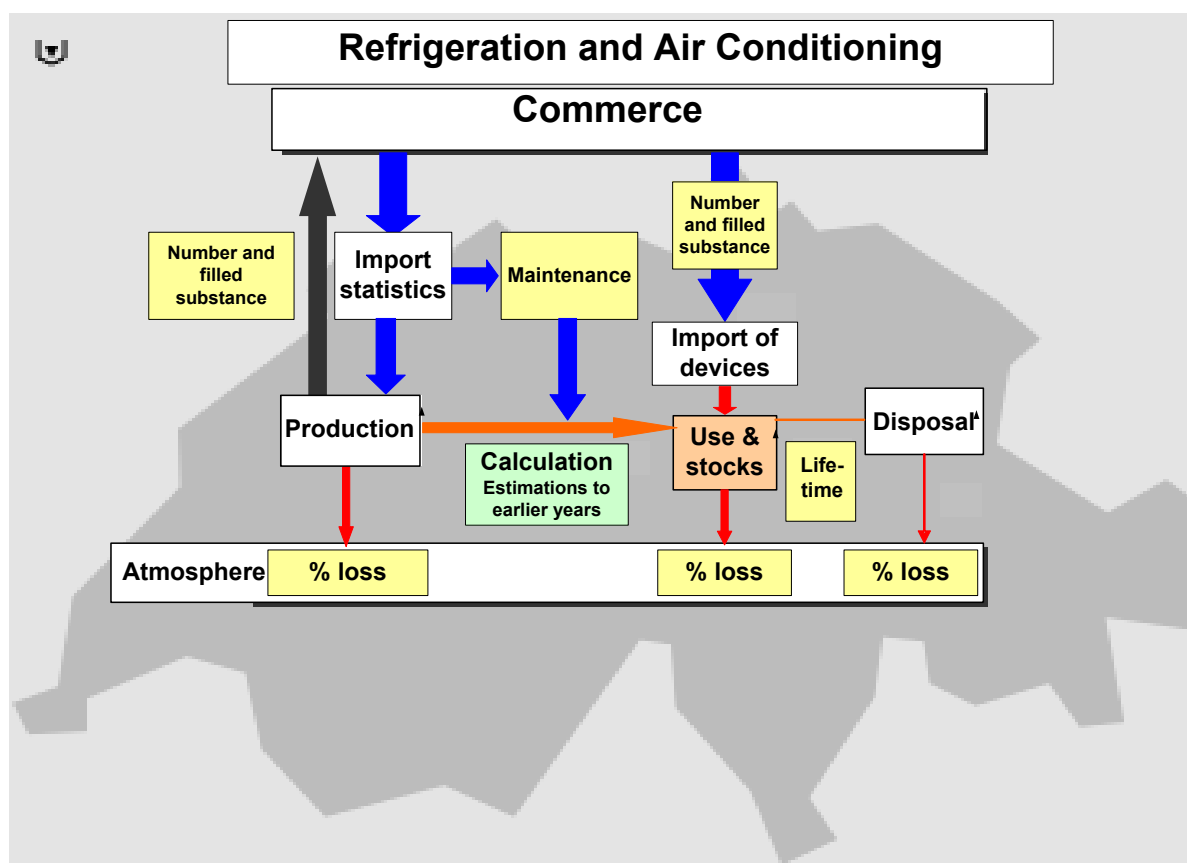 Refrigeration and Air Conditioning
Commerce
Number and filled
substance
Import
statistics
Maintenance
Number
and filled
substance
Import of
devices
Production
Calculation
Estimations to
earlier years
Use &
stocks
Life-
time
Disposal
Atmosphere
% loss
% loss
% loss